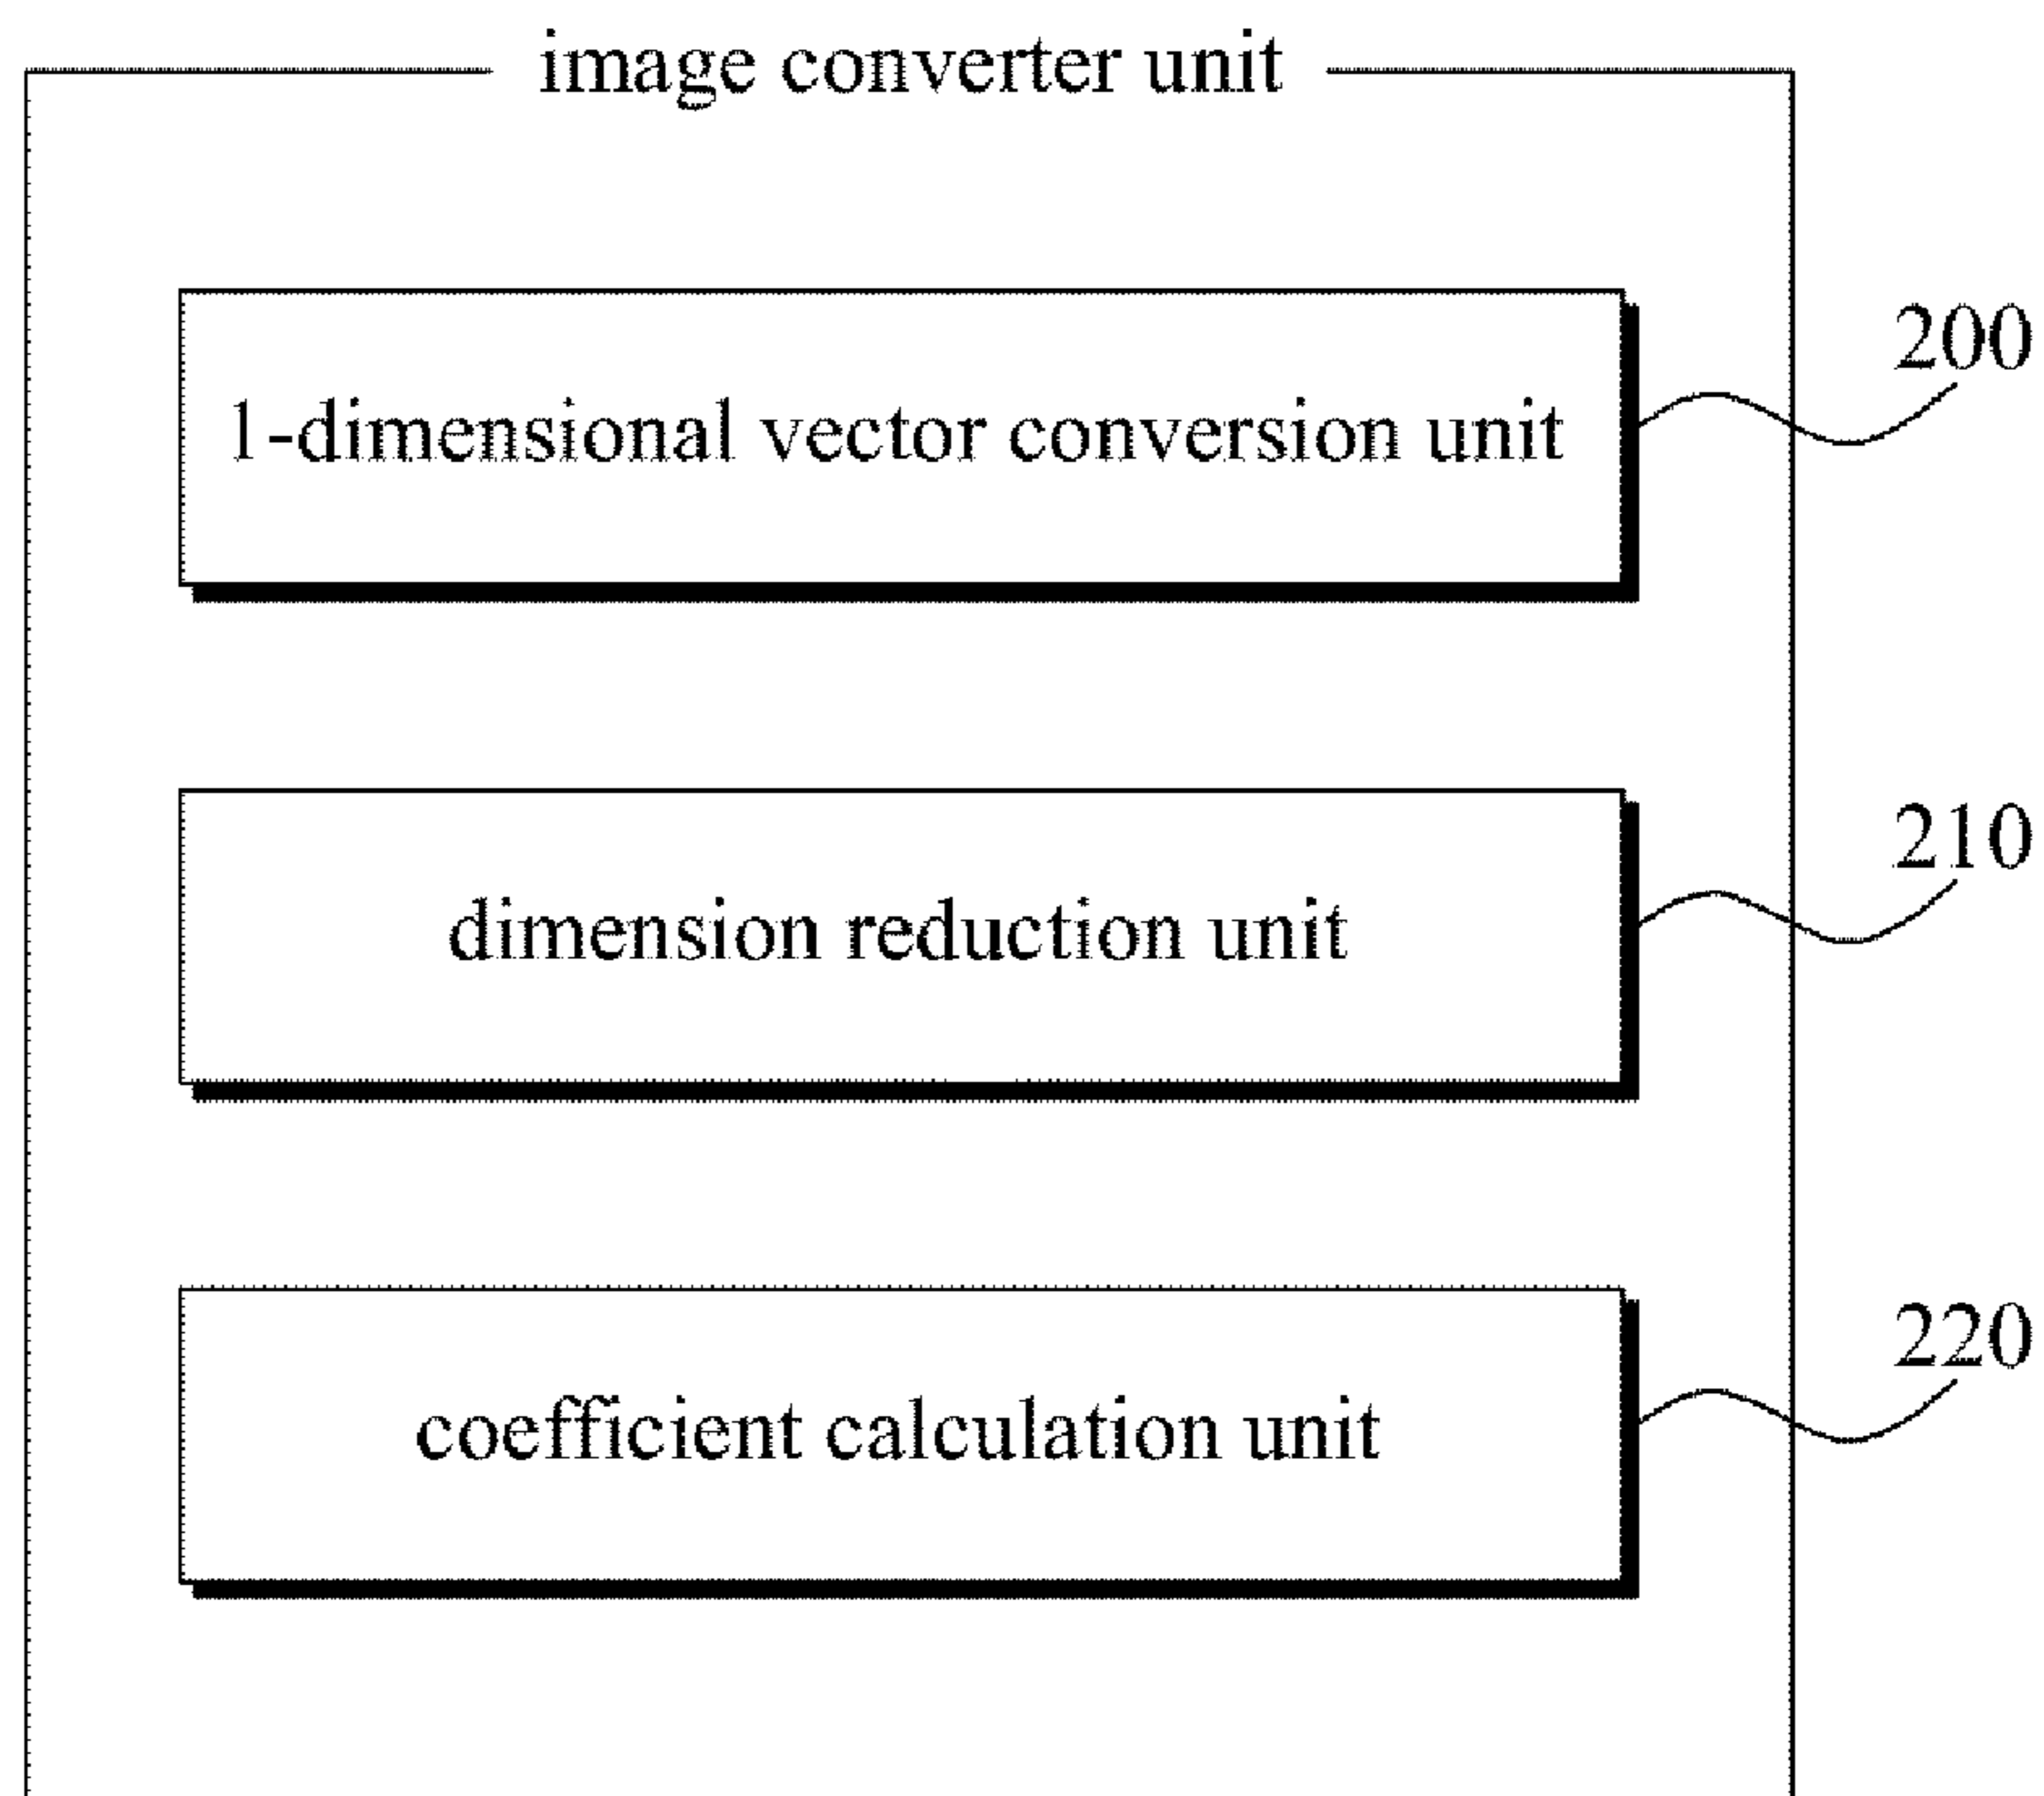 image converter unit
1-dimensional vector conversion unit
200
dimension reduction unit
210
coefficient calculation unit
220